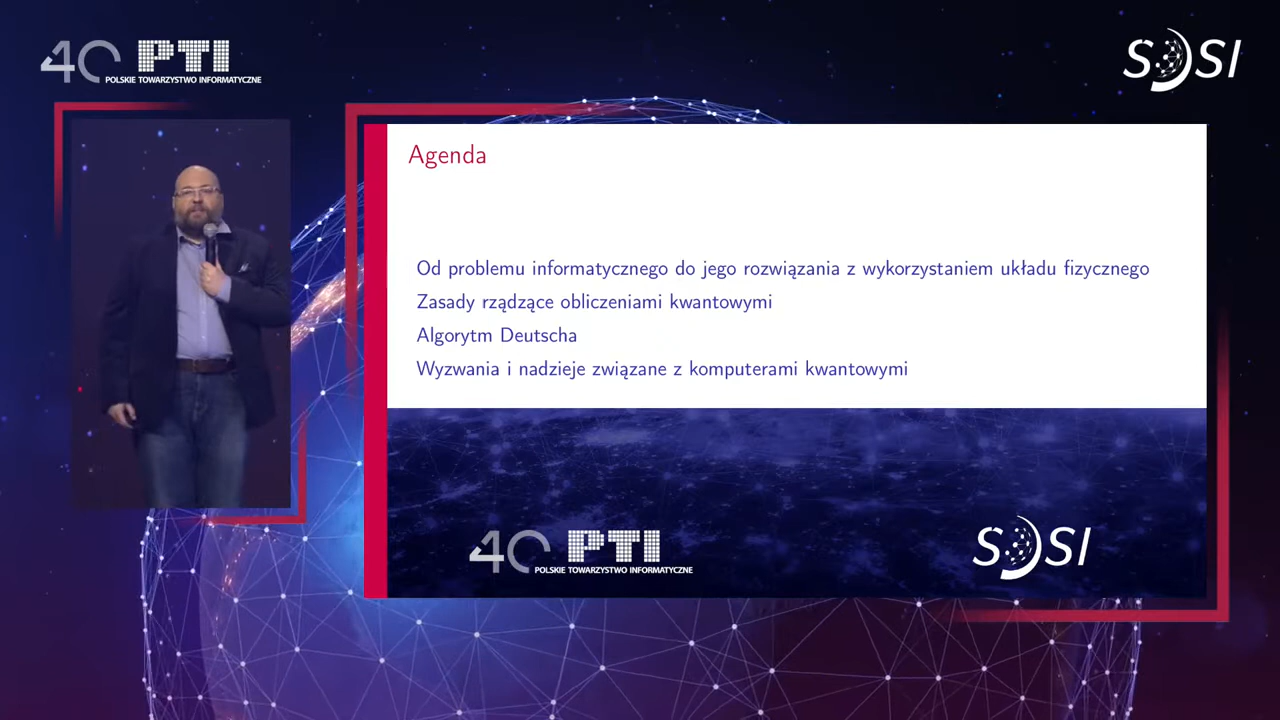 40 PTI
POLSKIE TOWARZYSTWO INFORMATYCZNE
SOSI
Agenda
Od problemu informatycznego do jego rozwiązania z wykorzystaniem układu fizycznego
Zasady rządzące obliczeniami kwantowymi
Algorytm Deutscha
Wyzwania i nadzieje związane z komputerami kwantowymi
40 PTI
POLSKIE TOWARZYSTWO INFORMATYCZNE
SOSI